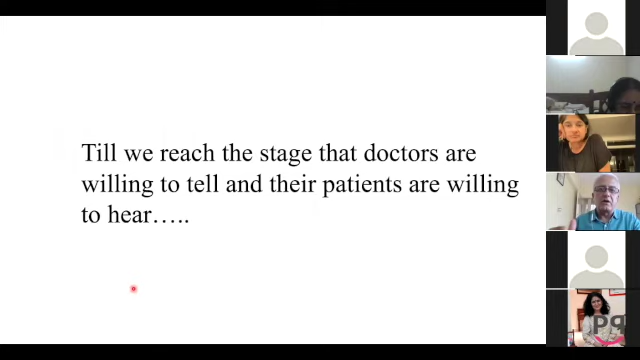 Till we reach the stage that doctors are
willing to tell and their patients are willing
to hear…..